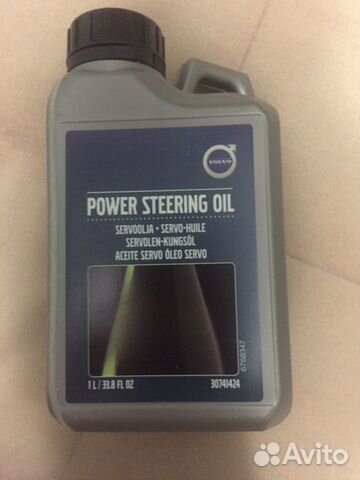 VOLVO
POWER STEERING OIL
SERVOOLJA • SERVO-HUILE
SERVOLEN-KUNGSÖL
ACEITE SERVO ÓLEO SERVO
6768347
1 L / 33.8 FL OZ
30741424
Avito